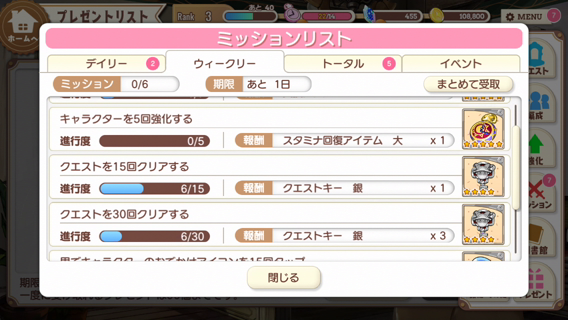 ホームへ
プレゼントリスト
Rank 3
あと 40
455
108,800
MENU
7
ミッションリスト
デイリー 2
ウィークリー
トータル 5
イベント
ミッション 0/6
期限 あと 1日
まとめて受取
キャラクターを5回強化する
進行度 0/5 報酬 スタミナ回復アイテム 大 x 1
クエストを15回クリアする
進行度 6/15 報酬 クエストキー 銀 x 1
クエストを30回クリアする
進行度 6/30 報酬 クエストキー 銀 x 3
閉じる